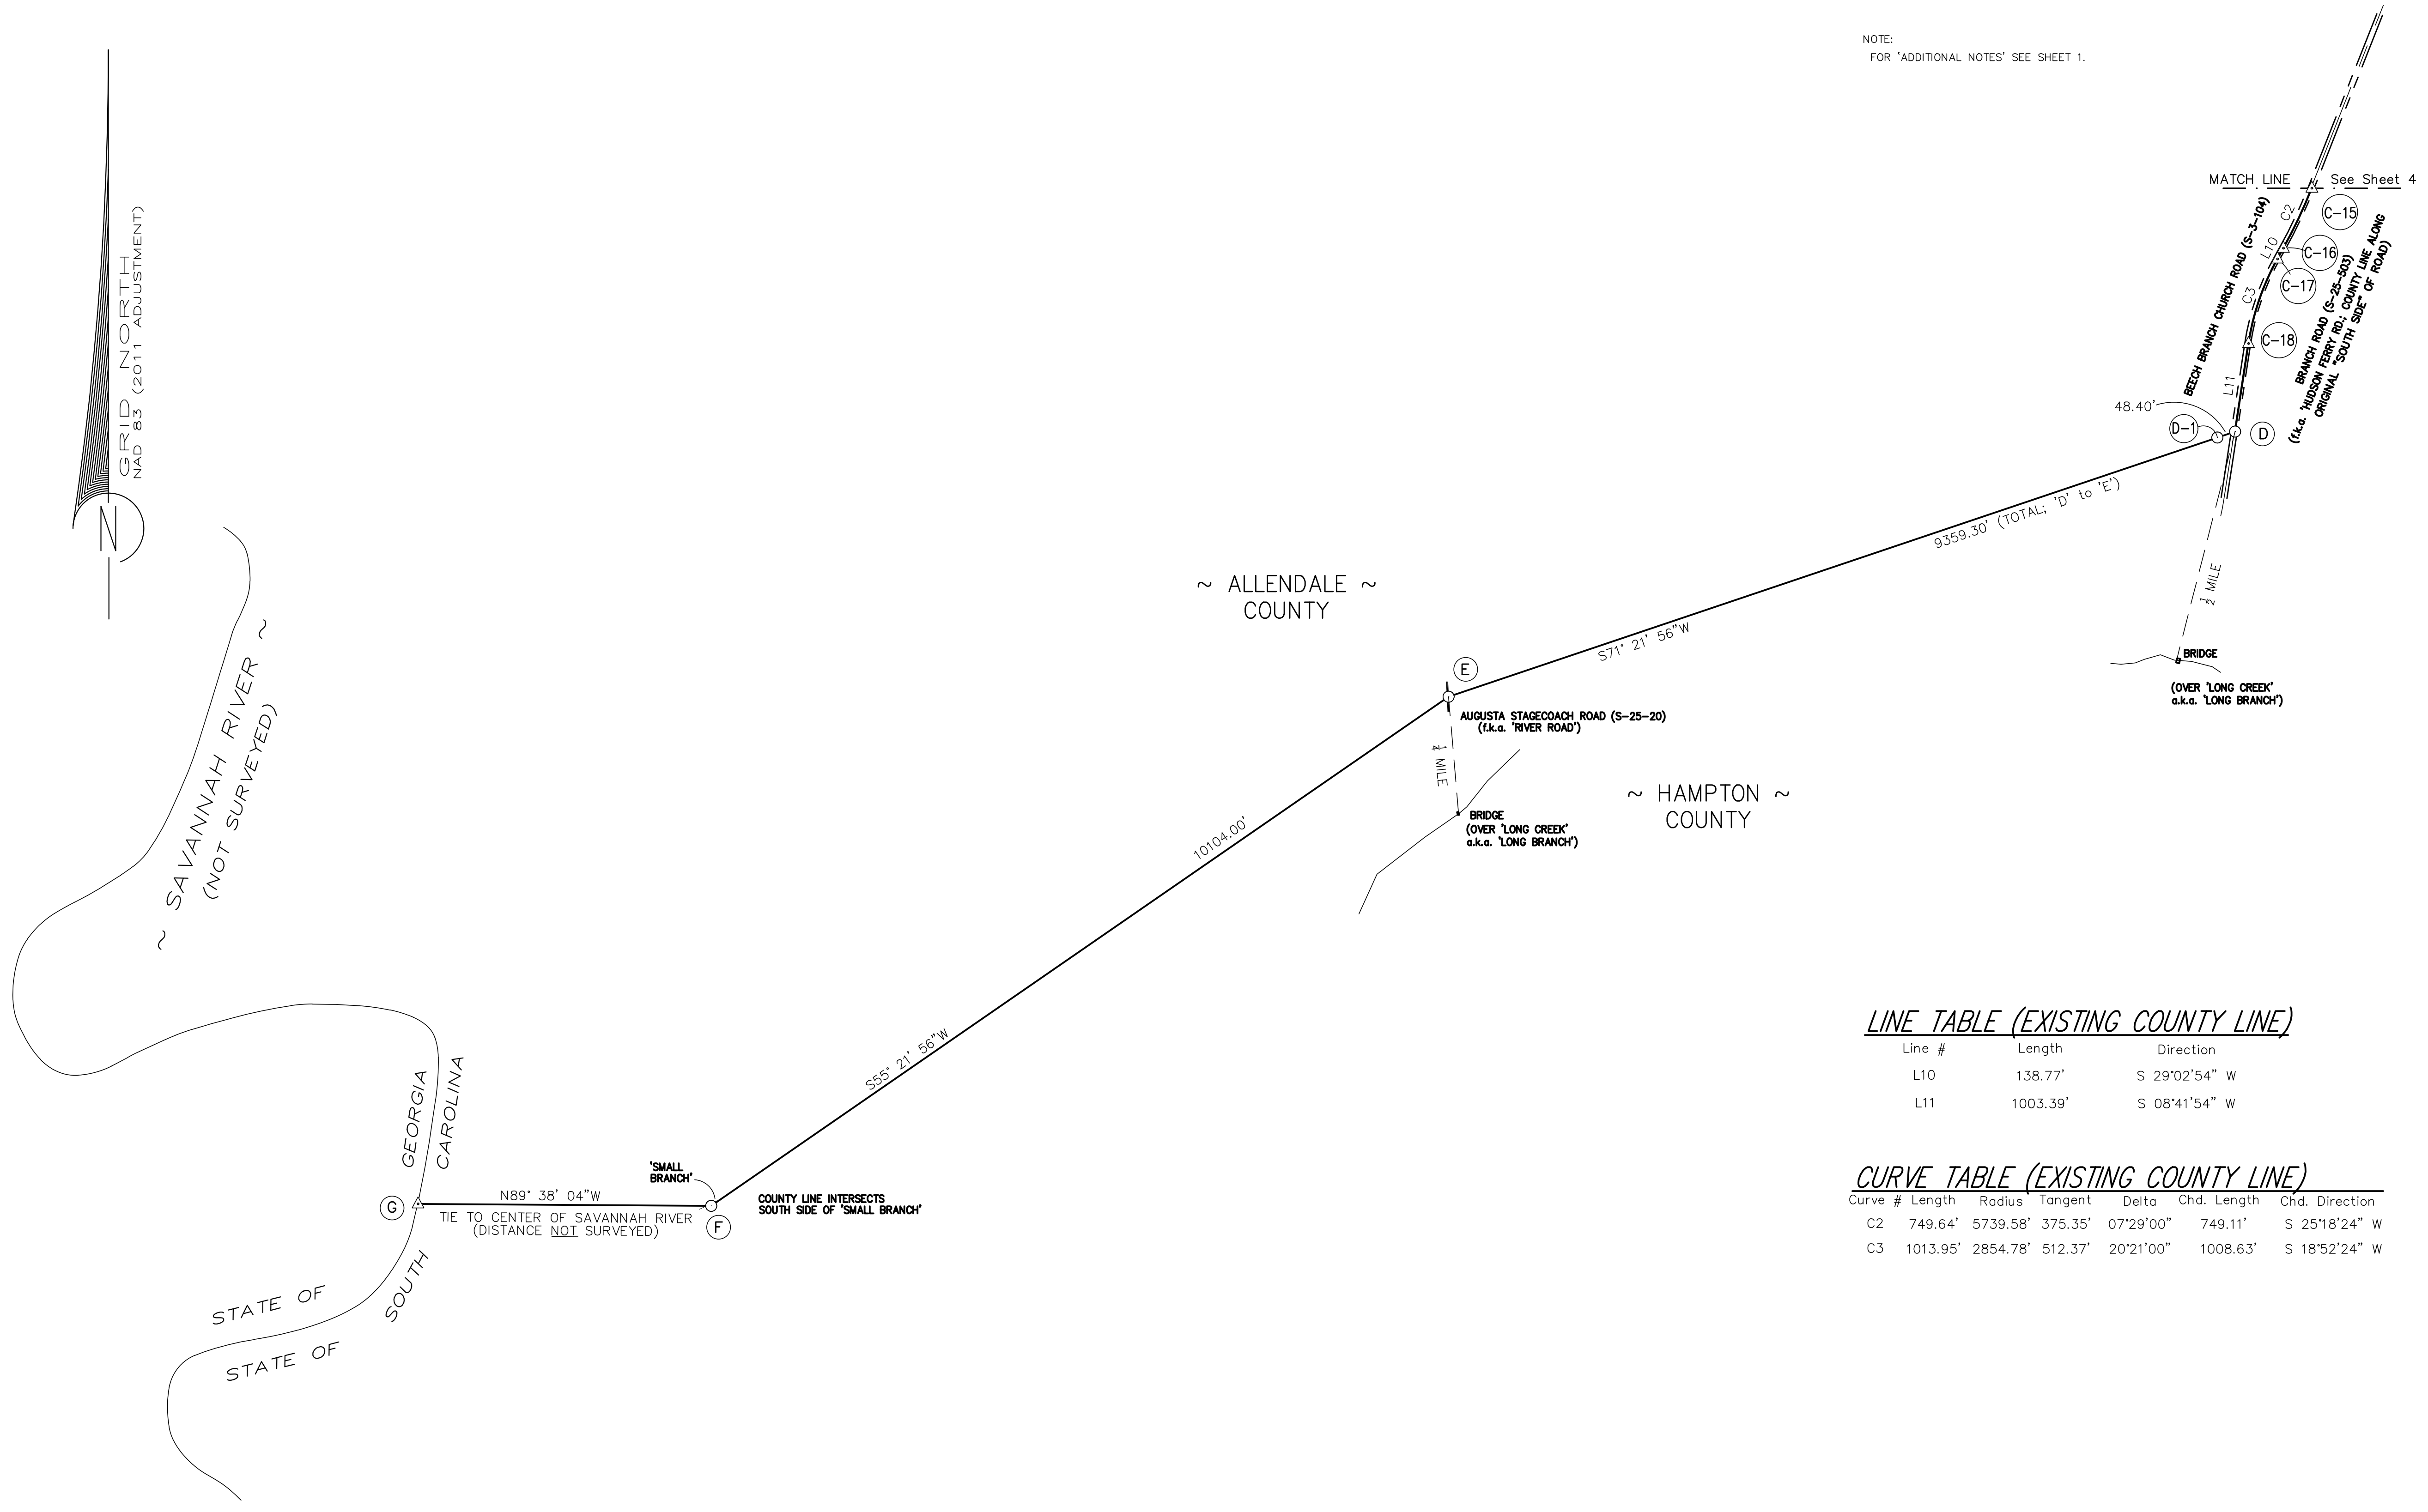 NOTE:
FOR 'ADDITIONAL NOTES' SEE SHEET 1.
GRID NORTH
NAD 83 (2011 ADJUSTMENT)
N
MATCH LINE
See Sheet 4
C-15
C2
C-16
L10
C-17
C3
C-18
L11
BEECH BRANCH CHURCH ROAD (S-3-104)
BRANCH ROAD (S-25-503)
(f.k.a. 'HUDSON FERRY RD.; COUNTY LINE ALONG
ORIGINAL "SOUTH SIDE" OF ROAD)
48.40'
D-1
D
9359.30' (TOTAL; 'D' to 'E')
S71° 21' 56"W
½ MILE
BRIDGE
(OVER 'LONG CREEK'
a.k.a. 'LONG BRANCH')
~ ALLENDALE ~
COUNTY
E
AUGUSTA STAGECOACH ROAD (S-25-20)
(f.k.a. 'RIVER ROAD')
¼ MILE
BRIDGE
(OVER 'LONG CREEK'
a.k.a. 'LONG BRANCH')
~ HAMPTON ~
COUNTY
10104.00'
S55° 21' 56"W
~ SAVANNAH RIVER ~
(NOT SURVEYED)
GEORGIA
CAROLINA
'SMALL
BRANCH'
COUNTY LINE INTERSECTS
SOUTH SIDE OF 'SMALL BRANCH'
G
N89° 38' 04"W
TIE TO CENTER OF SAVANNAH RIVER
(DISTANCE NOT SURVEYED)
F
STATE OF
STATE OF
SOUTH
LINE TABLE (EXISTING COUNTY LINE)
Line # Length Direction
L10 138.77' S 29°02'54" W
L11 1003.39' S 08°41'54" W
CURVE TABLE (EXISTING COUNTY LINE)
Curve # Length Radius Tangent Delta Chd. Length Chd. Direction
C2 749.64' 5739.58' 375.35' 07°29'00" 749.11' S 25°18'24" W
C3 1013.95' 2854.78' 512.37' 20°21'00" 1008.63' S 18°52'24" W